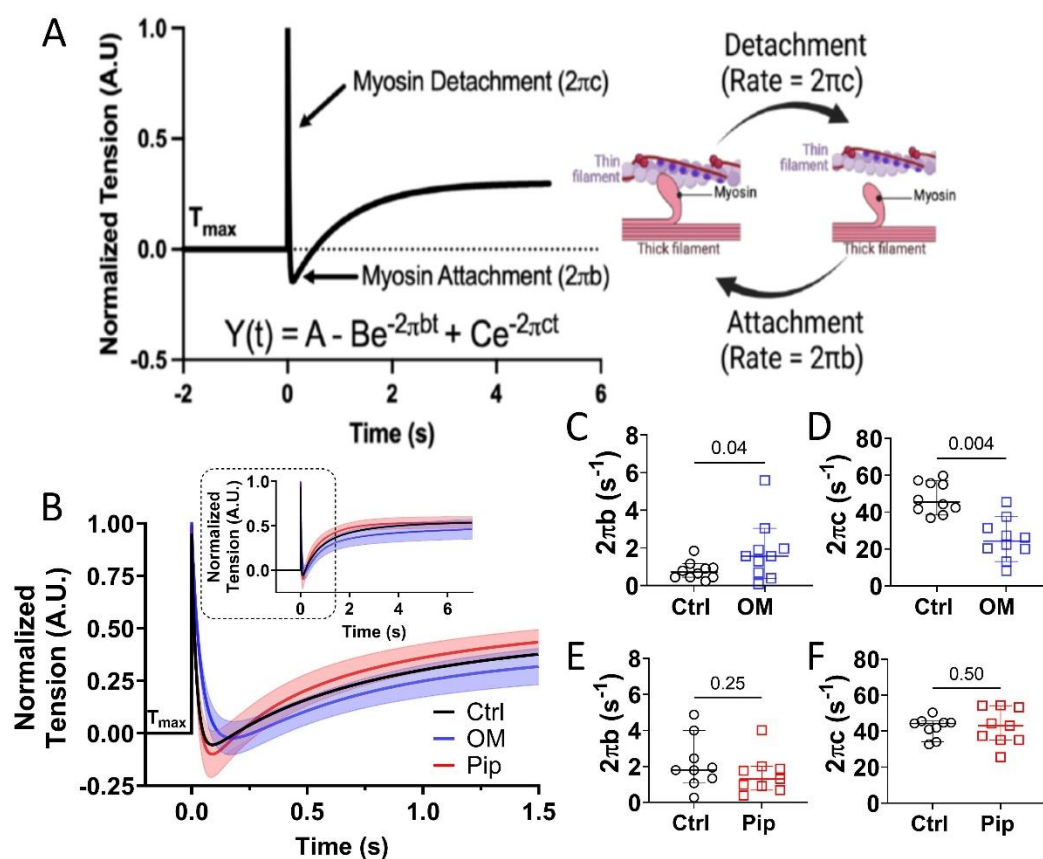 A
Normalized Tension (A.U)
1.0
0.5
0.0
-0.5
Tmax
Myosin Detachment (2πc)
Myosin Attachment (2πb)
Y(t) = A - Be^-2πbt + Ce^-2πct
-2
0
2
4
6
Time (s)
Detachment
(Rate = 2πc)
Thin
filament
Myosin
Thick filament
Thin
filament
Myosin
Thick filament
Attachment
(Rate = 2πb)
B
Normalized
Tension (A.U.)
1.00
0.75
0.50
0.25
0.00
-0.25
Tmax
Normalized
Tension (A.U.)
1.0
0.5
0.0
0
2
4
6
Time (s)
Ctrl
OM
Pip
0.0
0.5
1.0
1.5
Time (s)
C
2πb (s⁻¹)
8
6
4
2
0
0.04
Ctrl
OM
D
2πc (s⁻¹)
80
60
40
20
0
0.004
Ctrl
OM
E
2πb (s⁻¹)
8
6
4
2
0
0.25
Ctrl
Pip
F
2πc (s⁻¹)
80
60
40
20
0
0.50
Ctrl
Pip